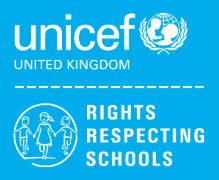 unicef
UNITED KINGDOM
RIGHTS
RESPECTING
SCHOOLS